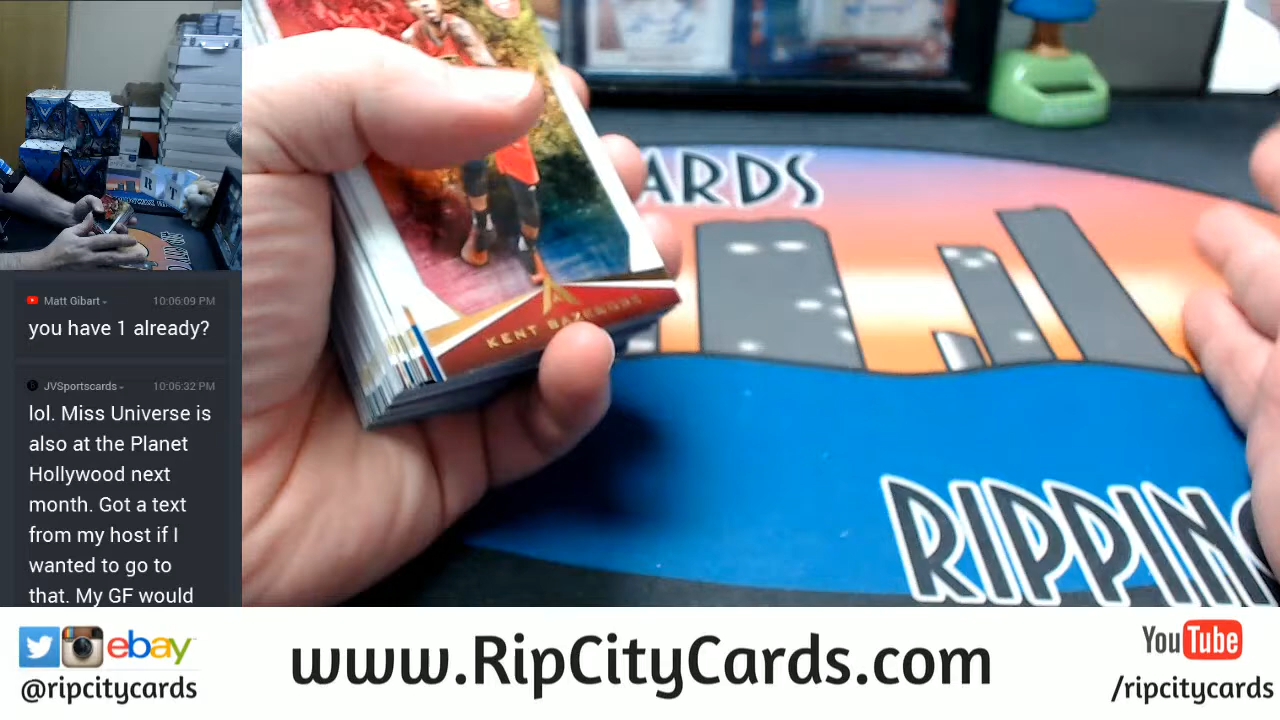 Matt Gibart
10:06:09 PM
you have 1 already?
JVSportscards
10:06:32 PM
lol. Miss Universe is
also at the Planet
Hollywood next
month. Got a text
from my host if I
wanted to go to
that. My GF would
KENT BAZEMORE
ARDS
RIPPIN
ebay
@ripcitycards
www.RipCityCards.com
YouTube
/ripcitycards